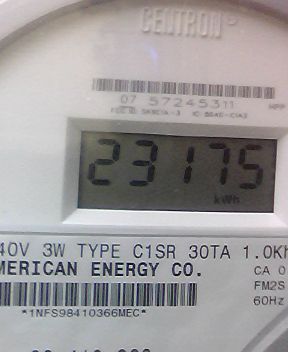 CENTRON
07 57245311
23175
kWh
40V 3W TYPE C1SR 30TA 1.0Kh
MERICAN ENERGY CO.
CA 0
FM2S
60Hz
*1NFS98410366MEC*